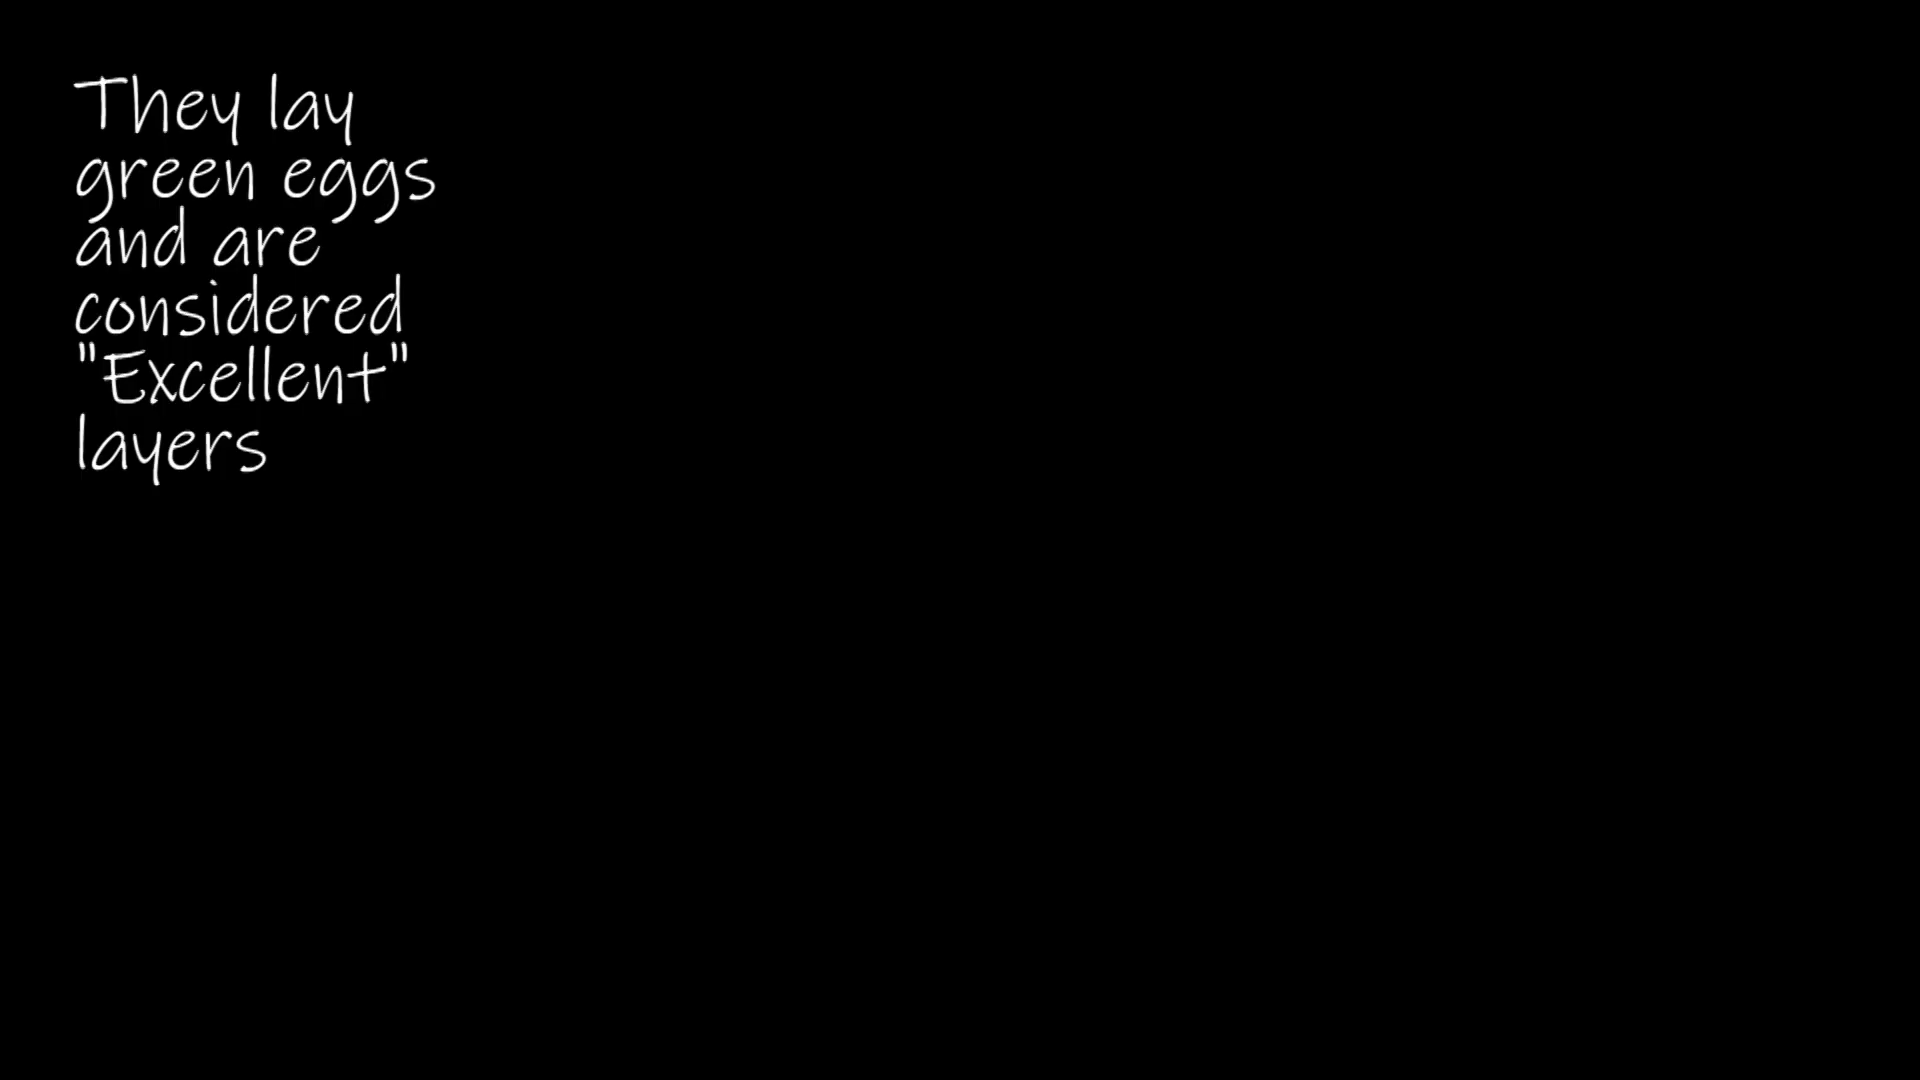 They lay
green eggs
and are
considered
"Excellent"
layers